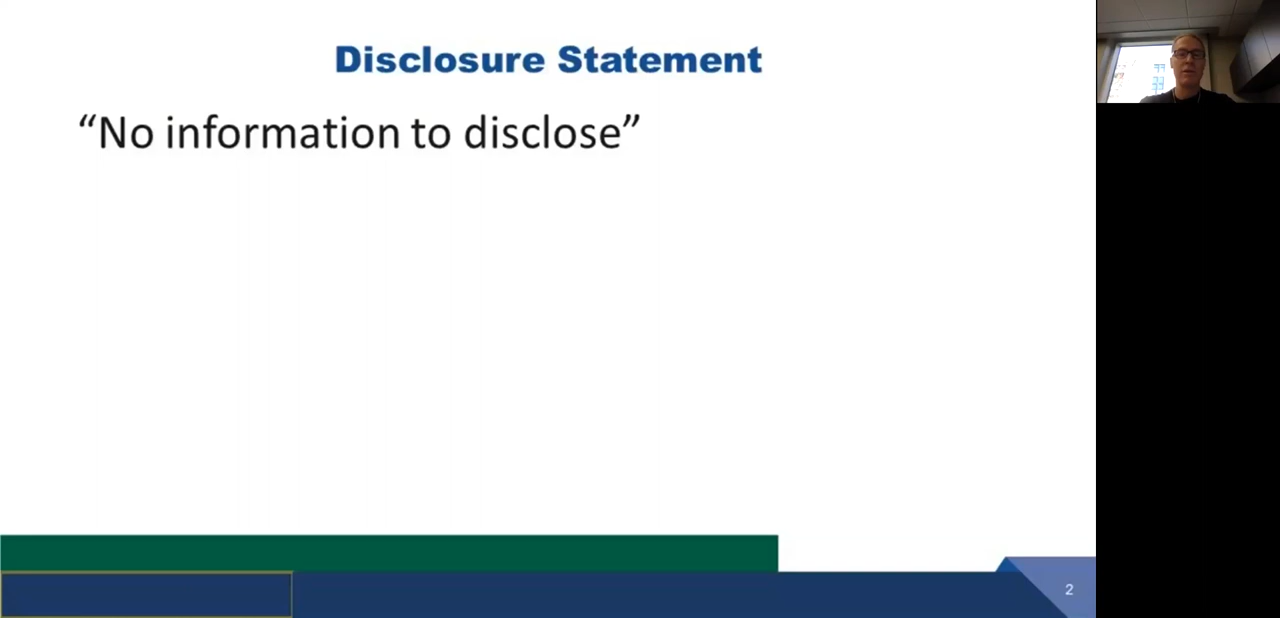 Disclosure Statement
“No information to disclose”
2